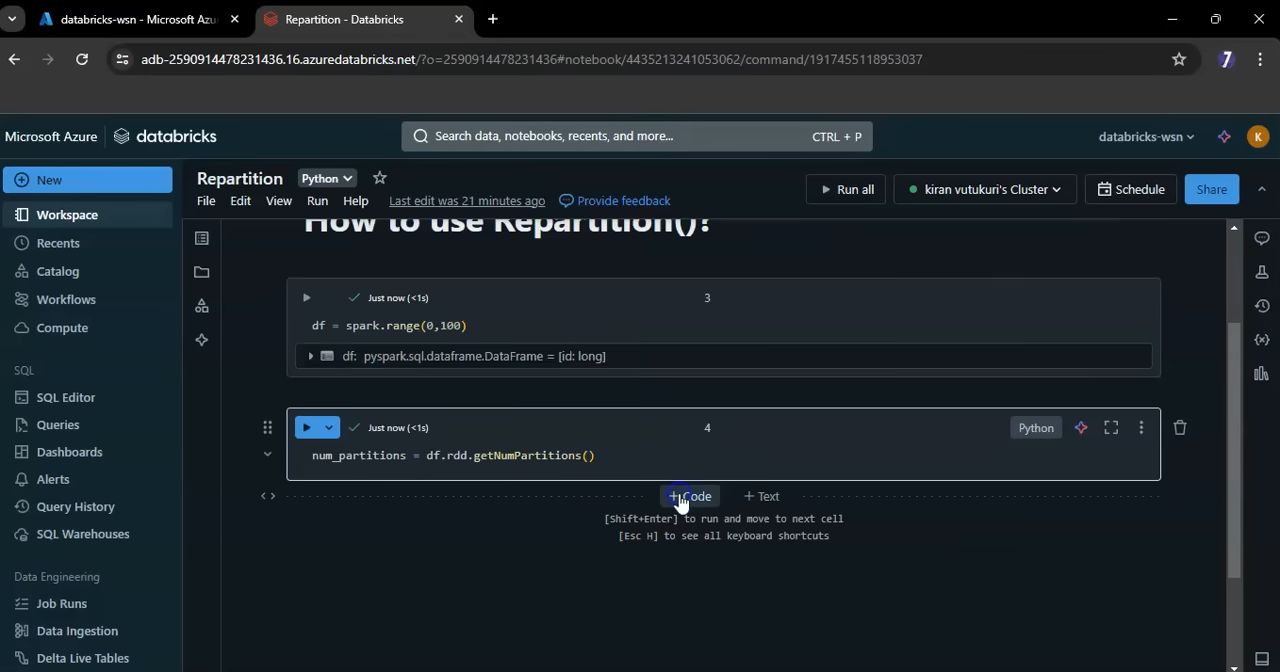 databricks-wsn - Microsoft Azu
Repartition - Databricks
adb-2590914478231436.16.azuredatabricks.net/?o=2590914478231436#notebook/4435213241053062/command/1917455118953037
Microsoft Azure
databricks
Search data, notebooks, recents, and more...
CTRL + P
databricks-wsn
K
New
Workspace
Recents
Catalog
Workflows
Compute
SQL
SQL Editor
Queries
Dashboards
Alerts
Query History
SQL Warehouses
Data Engineering
Job Runs
Data Ingestion
Delta Live Tables
Repartition
Python
File Edit View Run Help Last edit was 21 minutes ago Provide feedback
Run all
kiran vutukuri's Cluster
Schedule
Share
How to use Repartition()?
Just now (<1s)
3
df = spark.range(0,100)
df: pyspark.sql.dataframe.DataFrame = [id: long]
Just now (<1s)
4
Python
num_partitions = df.rdd.getNumPartitions()
+ Code + Text
[Shift+Enter] to run and move to next cell
[Esc H] to see all keyboard shortcuts